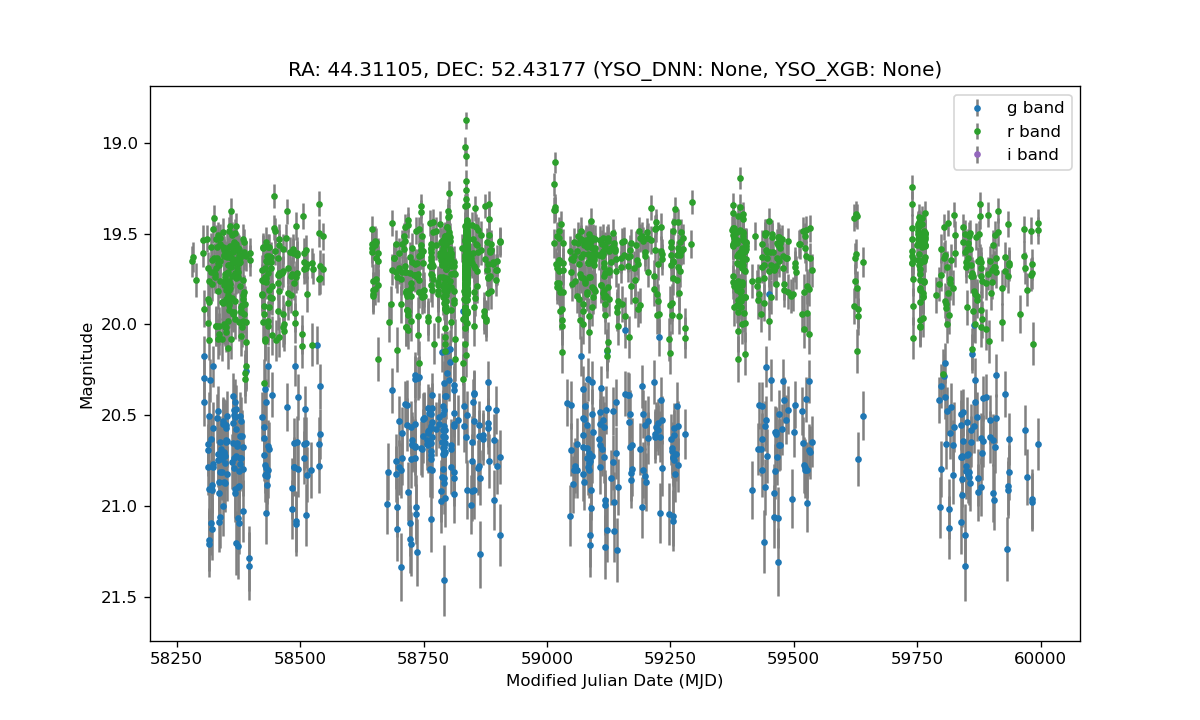 RA: 44.31105, DEC: 52.43177 (YSO_DNN: None, YSO_XGB: None)
g band
r band
i band
19.0
19.5
20.0
20.5
21.0
21.5
Magnitude
58250 58500 58750 59000 59250 59500 59750 60000
Modified Julian Date (MJD)